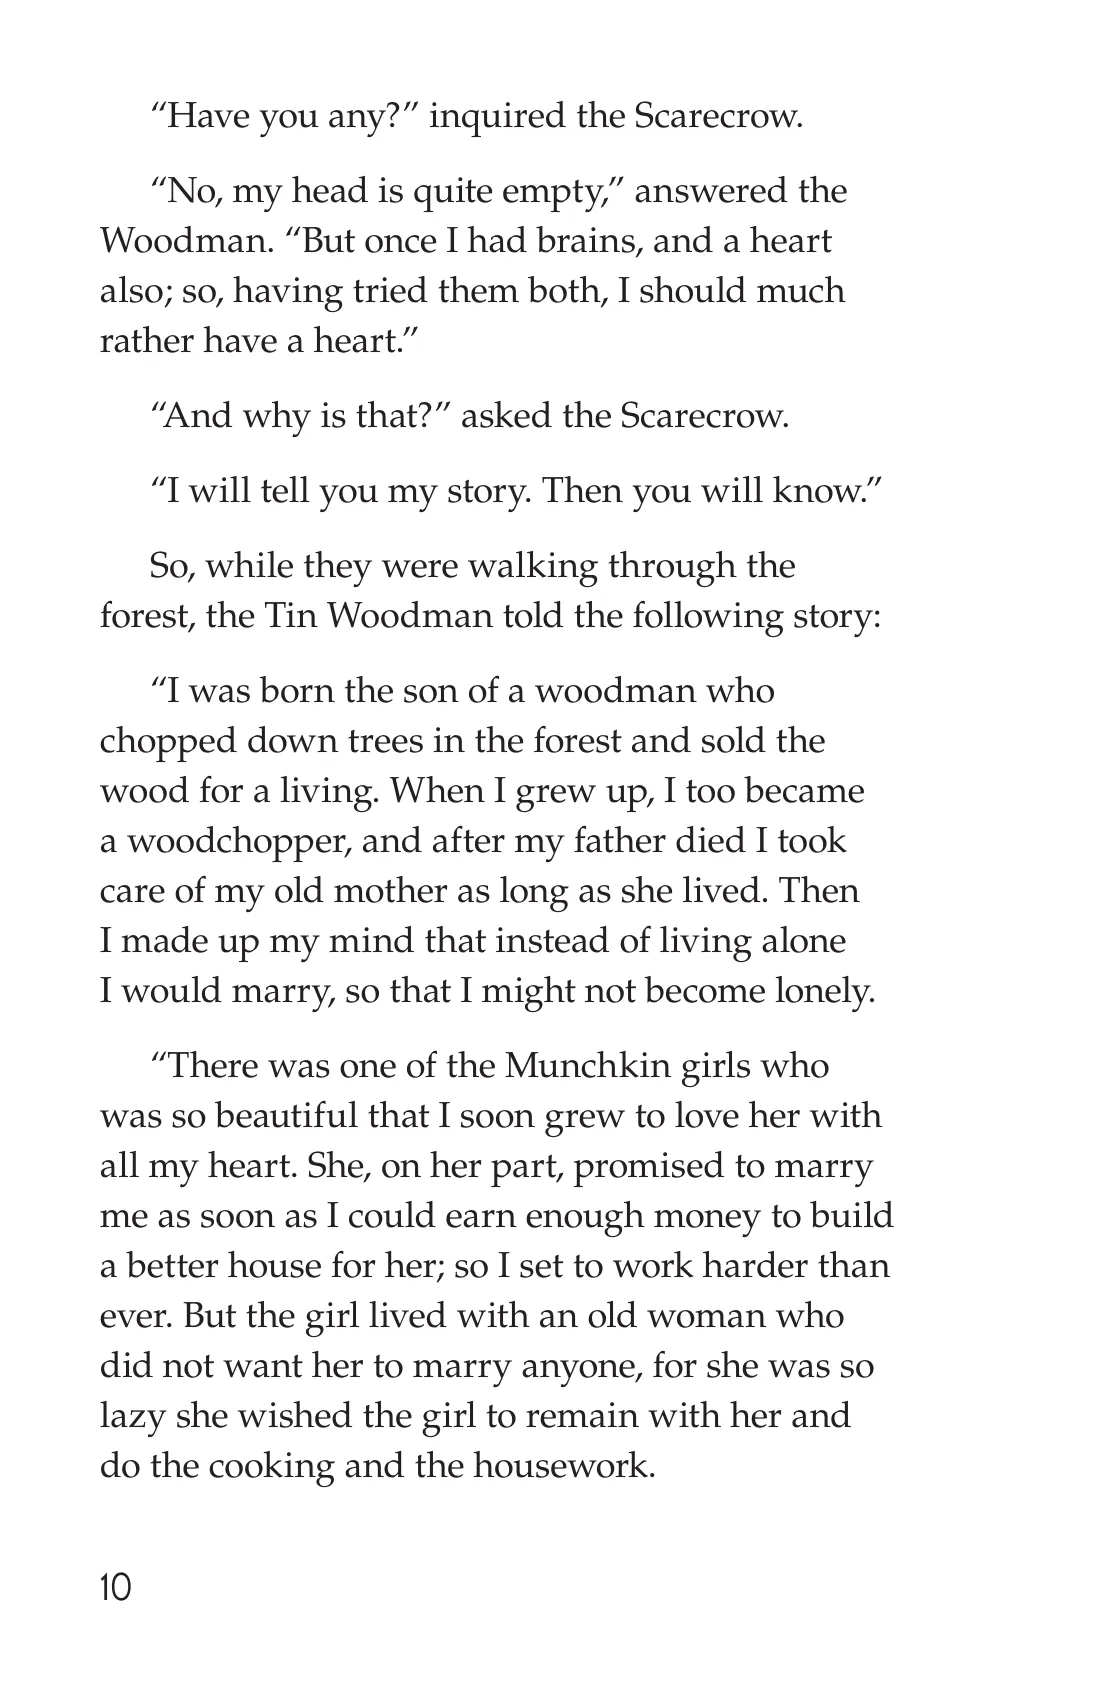 “Have you any?” inquired the Scarecrow.
“No, my head is quite empty,” answered the
Woodman. “But once I had brains, and a heart
also; so, having tried them both, I should much
rather have a heart.”
“And why is that?” asked the Scarecrow.
“I will tell you my story. Then you will know.”
So, while they were walking through the
forest, the Tin Woodman told the following story:
“I was born the son of a woodman who
chopped down trees in the forest and sold the
wood for a living. When I grew up, I too became
a woodchopper, and after my father died I took
care of my old mother as long as she lived. Then
I made up my mind that instead of living alone
I would marry, so that I might not become lonely.
“There was one of the Munchkin girls who
was so beautiful that I soon grew to love her with
all my heart. She, on her part, promised to marry
me as soon as I could earn enough money to build
a better house for her; so I set to work harder than
ever. But the girl lived with an old woman who
did not want her to marry anyone, for she was so
lazy she wished the girl to remain with her and
do the cooking and the housework.
10